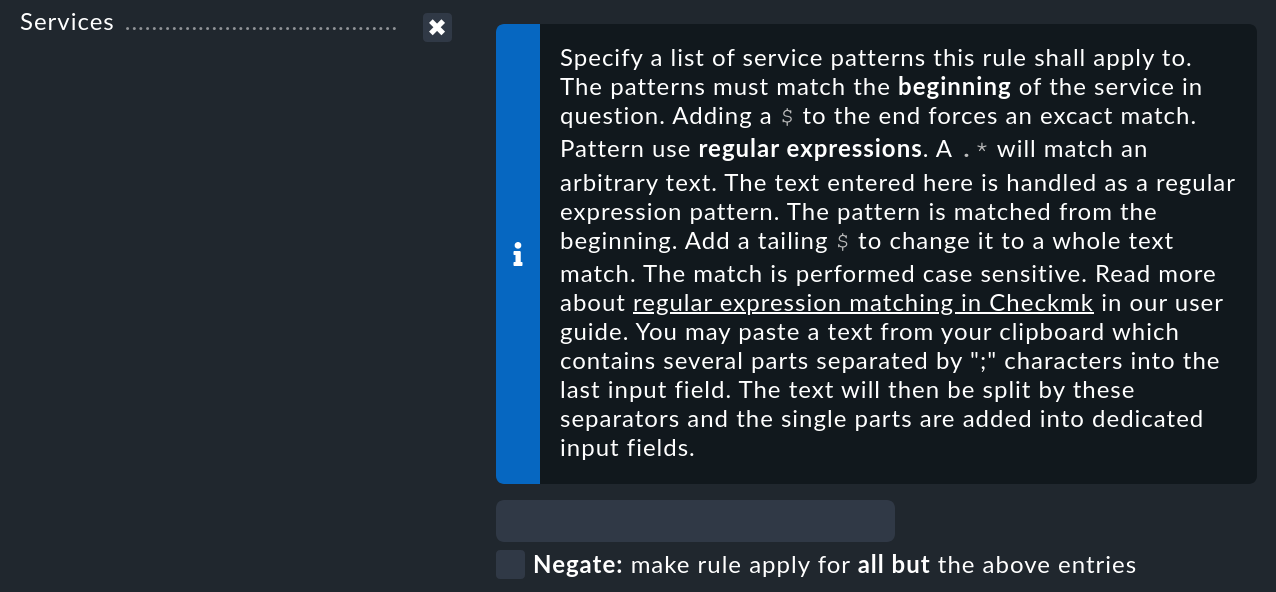 Services
Specify a list of service patterns this rule shall apply to.
The patterns must match the beginning of the service in
question. Adding a $ to the end forces an excact match.
Pattern use regular expressions. A .* will match an
arbitrary text. The text entered here is handled as a regular
expression pattern. The pattern is matched from the
beginning. Add a tailing $ to change it to a whole text
match. The match is performed case sensitive. Read more
about regular expression matching in Checkmk in our user
guide. You may paste a text from your clipboard which
contains several parts separated by ";" characters into the
last input field. The text will then be split by these
separators and the single parts are added into dedicated
input fields.
Negate: make rule apply for all but the above entries